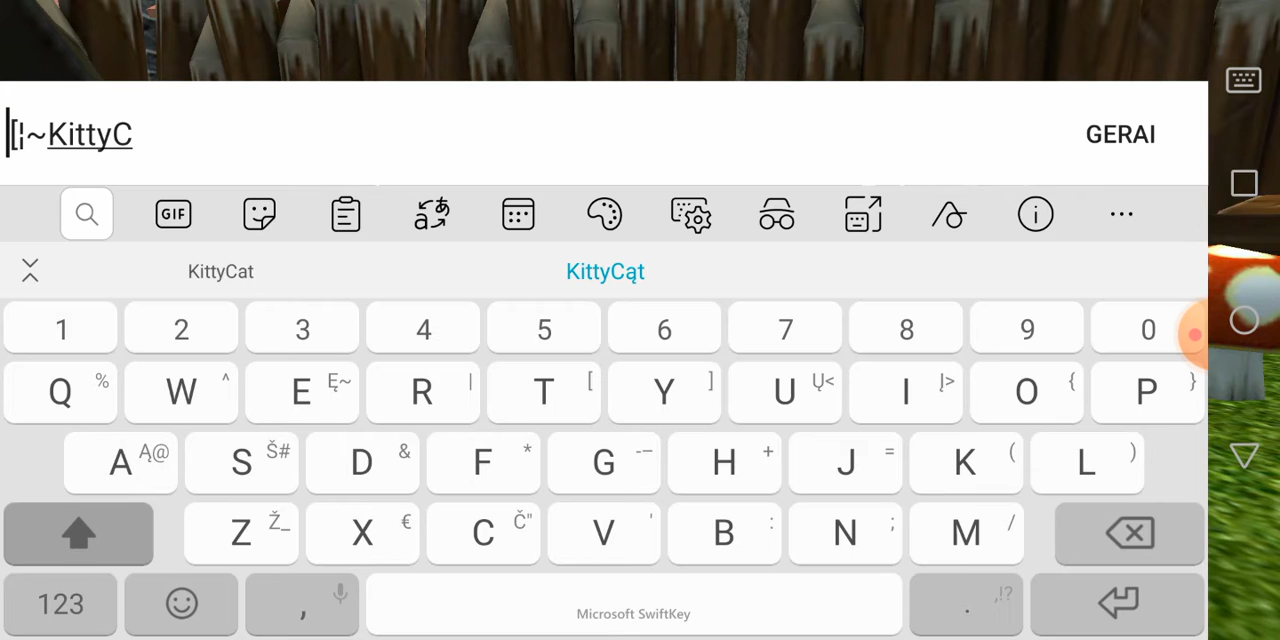 [¦~KittyC
GERAI
GIF
KittyCat KittyCąt
1 2 3 4 5 6 7 8 9 0
Q % W ^ E Ę~ R | T [ Y ] U Ų< I Į> O { P }
A Ą@ S Š# D & F * G -– H + J = K ( L )
Z Ž_ X € C Č" V ' B : N ; M /
123 , Microsoft SwiftKey . ,!?